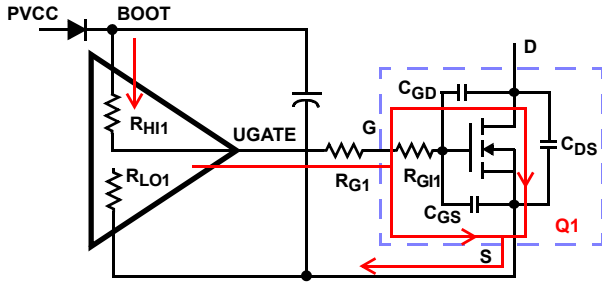 PVCC
BOOT
D
CGD
RHI1
UGATE
G
CDS
RLO1
RG1
RGI1
CGS
Q1
S